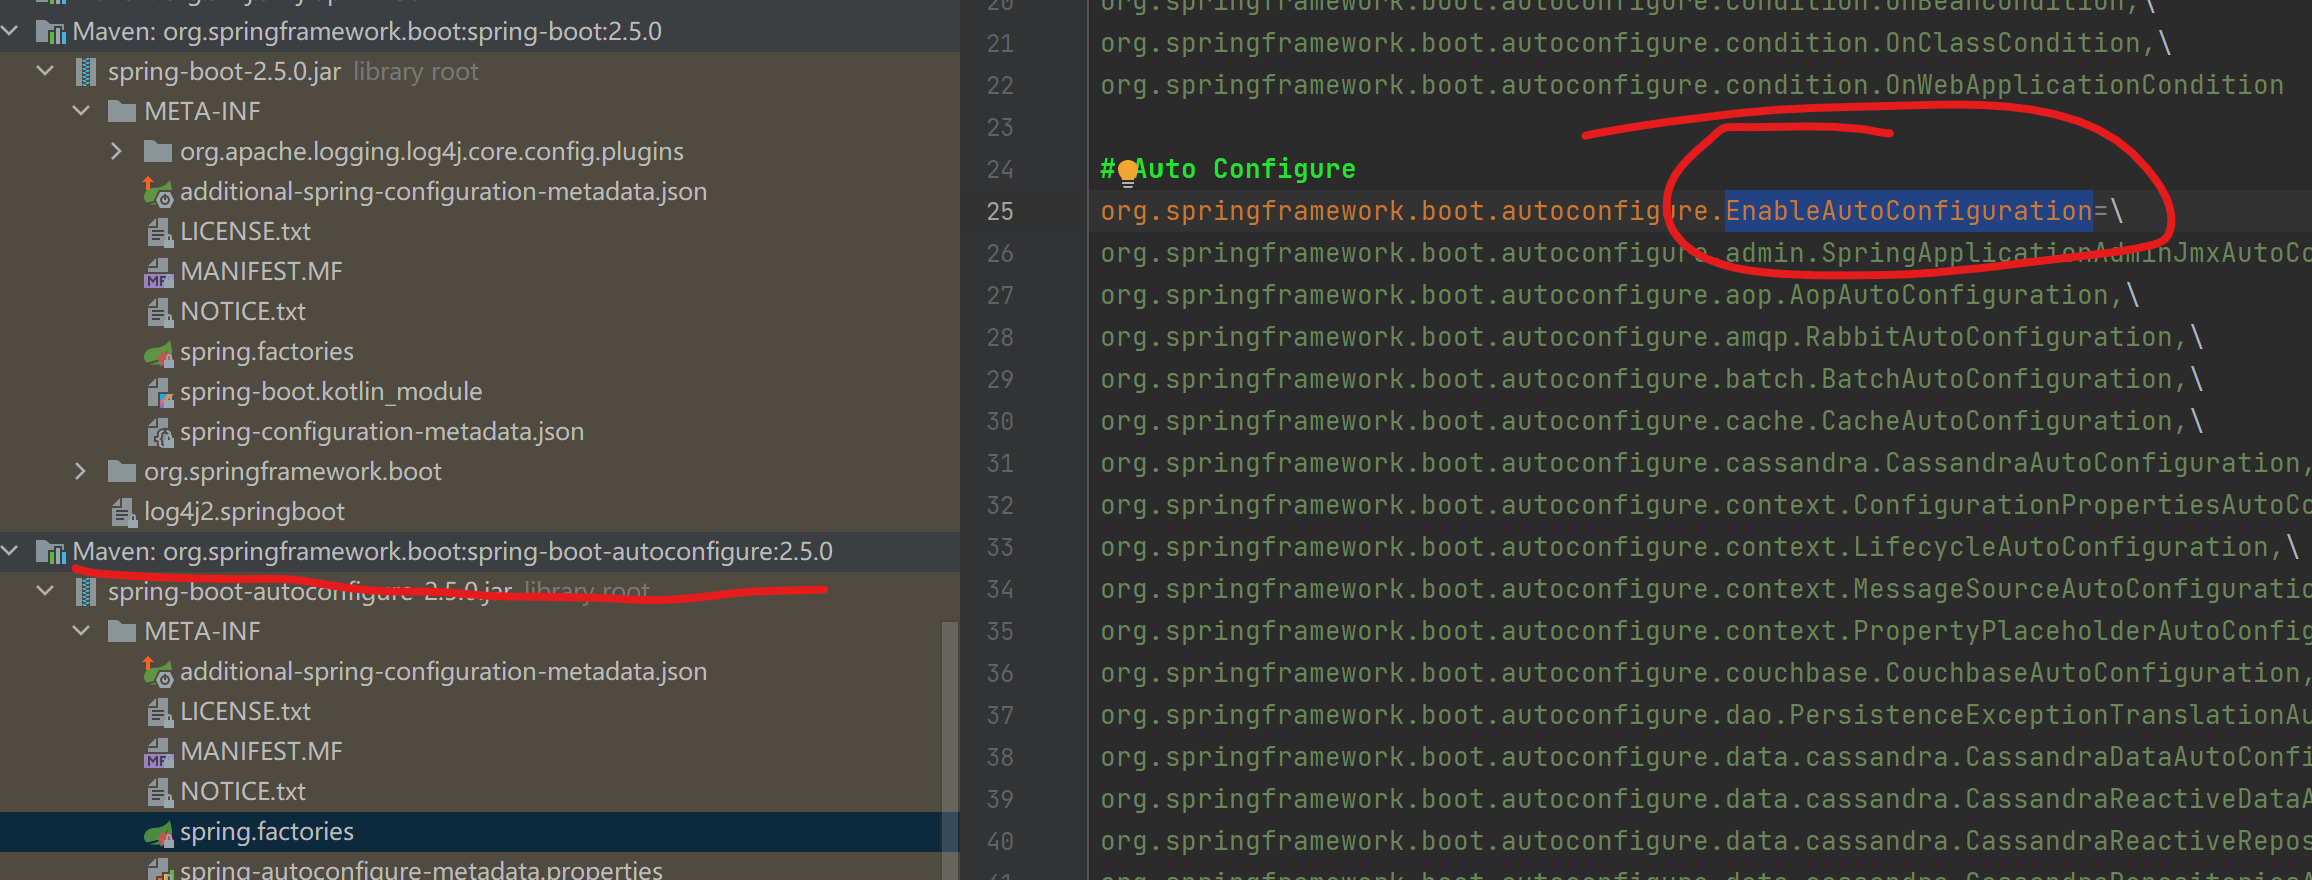 Maven: org.springframework.boot:spring-boot:2.5.0
spring-boot-2.5.0.jar library root
META-INF
org.apache.logging.log4j.core.config.plugins
additional-spring-configuration-metadata.json
LICENSE.txt
MANIFEST.MF
NOTICE.txt
spring.factories
spring-boot.kotlin_module
spring-configuration-metadata.json
org.springframework.boot
log4j2.springboot
Maven: org.springframework.boot:spring-boot-autoconfigure:2.5.0
spring-boot-autoconfigure-2.5.0.jar library root
META-INF
additional-spring-configuration-metadata.json
LICENSE.txt
MANIFEST.MF
NOTICE.txt
spring.factories
spring-autoconfigure-metadata.properties
20 org.springframework.boot.autoconfigure.condition.OnBeanCondition,\
21 org.springframework.boot.autoconfigure.condition.OnClassCondition,\
22 org.springframework.boot.autoconfigure.condition.OnWebApplicationCondition
23
24 # Auto Configure
25 org.springframework.boot.autoconfigure.EnableAutoConfiguration=\
26 org.springframework.boot.autoconfigure.admin.SpringApplicationAdminJmxAutoCo
27 org.springframework.boot.autoconfigure.aop.AopAutoConfiguration,\
28 org.springframework.boot.autoconfigure.amqp.RabbitAutoConfiguration,\
29 org.springframework.boot.autoconfigure.batch.BatchAutoConfiguration,\
30 org.springframework.boot.autoconfigure.cache.CacheAutoConfiguration,\
31 org.springframework.boot.autoconfigure.cassandra.CassandraAutoConfiguration,
32 org.springframework.boot.autoconfigure.context.ConfigurationPropertiesAutoCo
33 org.springframework.boot.autoconfigure.context.LifecycleAutoConfiguration,\
34 org.springframework.boot.autoconfigure.context.MessageSourceAutoConfiguratio
35 org.springframework.boot.autoconfigure.context.PropertyPlaceholderAutoConfig
36 org.springframework.boot.autoconfigure.couchbase.CouchbaseAutoConfiguration,
37 org.springframework.boot.autoconfigure.dao.PersistenceExceptionTranslationAu
38 org.springframework.boot.autoconfigure.data.cassandra.CassandraDataAutoConfi
39 org.springframework.boot.autoconfigure.data.cassandra.CassandraReactiveDataA
40 org.springframework.boot.autoconfigure.data.cassandra.CassandraReactiveRepos